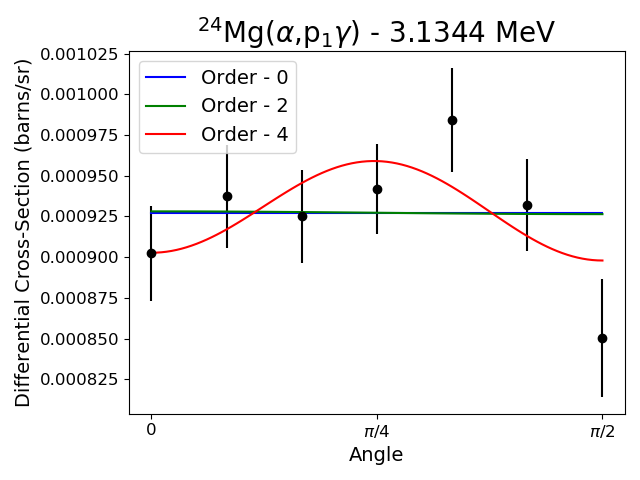 ²⁴Mg(α,p₁γ) - 3.1344 MeV
Order - 0
Order - 2
Order - 4
Differential Cross-Section (barns/sr)
0.001025
0.001000
0.000975
0.000950
0.000925
0.000900
0.000875
0.000850
0.000825
0
π/4
π/2
Angle